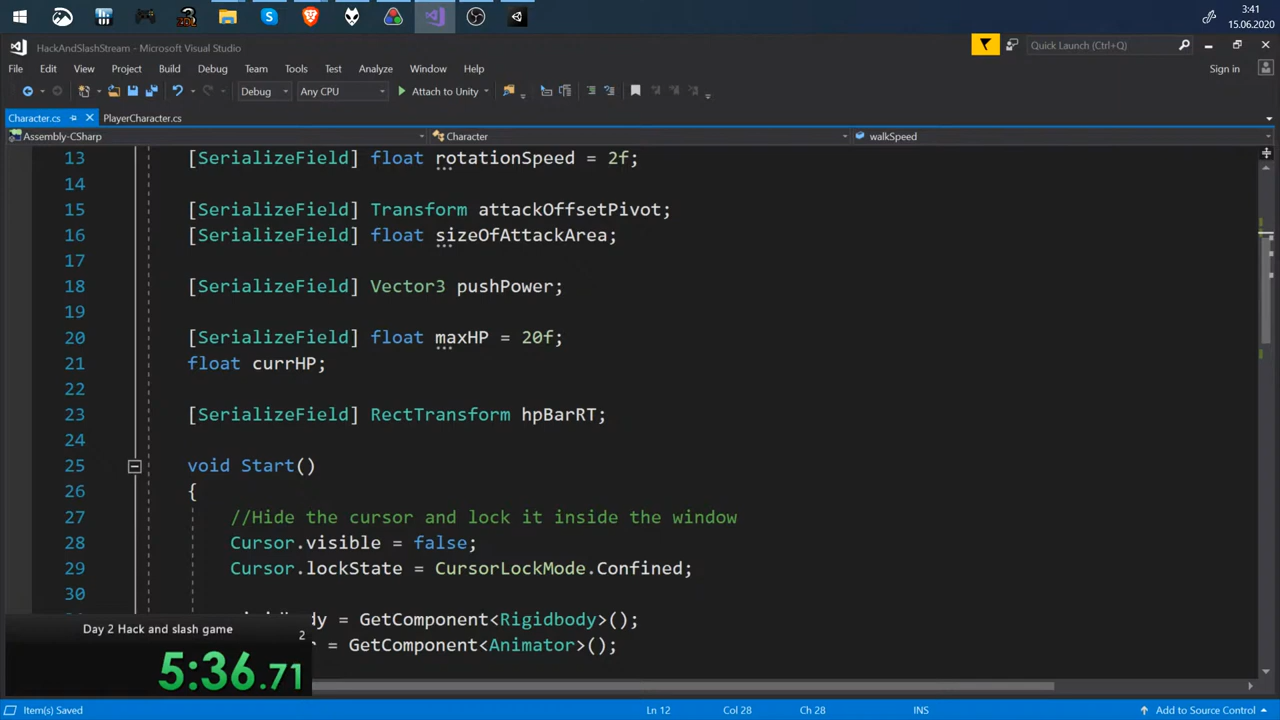 3:41
15.06.2020
HackAndSlashStream - Microsoft Visual Studio
Quick Launch (Ctrl+Q)
File Edit View Project Build Debug Team Tools Test Analyze Window Help
Sign in
Debug Any CPU Attach to Unity
Character.cs PlayerCharacter.cs
Assembly-CSharp Character walkSpeed
13 [SerializeField] float rotationSpeed = 2f;
14
15 [SerializeField] Transform attackOffsetPivot;
16 [SerializeField] float sizeOfAttackArea;
17
18 [SerializeField] Vector3 pushPower;
19
20 [SerializeField] float maxHP = 20f;
21 float currHP;
22
23 [SerializeField] RectTransform hpBarRT;
24
25 void Start()
26 {
27 //Hide the cursor and lock it inside the window
28 Cursor.visible = false;
29 Cursor.lockState = CursorLockMode.Confined;
30
= GetComponent<Rigidbody>();
= GetComponent<Animator>();
Day 2 Hack and slash game
2
5:36.71
Item(s) Saved Ln 12 Col 28 Ch 28 INS Add to Source Control